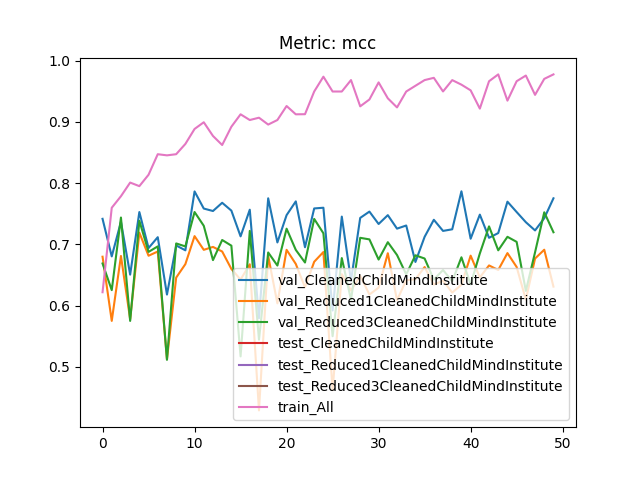 Metric: mcc
1.0
0.9
0.8
0.7
0.6
0.5
val_CleanedChildMindInstitute
val_Reduced1CleanedChildMindInstitute
val_Reduced3CleanedChildMindInstitute
test_CleanedChildMindInstitute
test_Reduced1CleanedChildMindInstitute
test_Reduced3CleanedChildMindInstitute
train_All
0 10 20 30 40 50